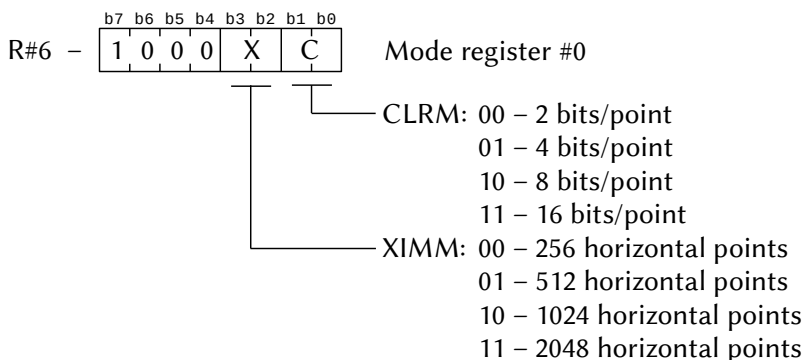 b7 b6 b5 b4 b3 b2 b1 b0
R#6 – 1 0 0 0 X C Mode register #0
CLRM: 00 – 2 bits/point
01 – 4 bits/point
10 – 8 bits/point
11 – 16 bits/point
XIMM: 00 – 256 horizontal points
01 – 512 horizontal points
10 – 1024 horizontal points
11 – 2048 horizontal points